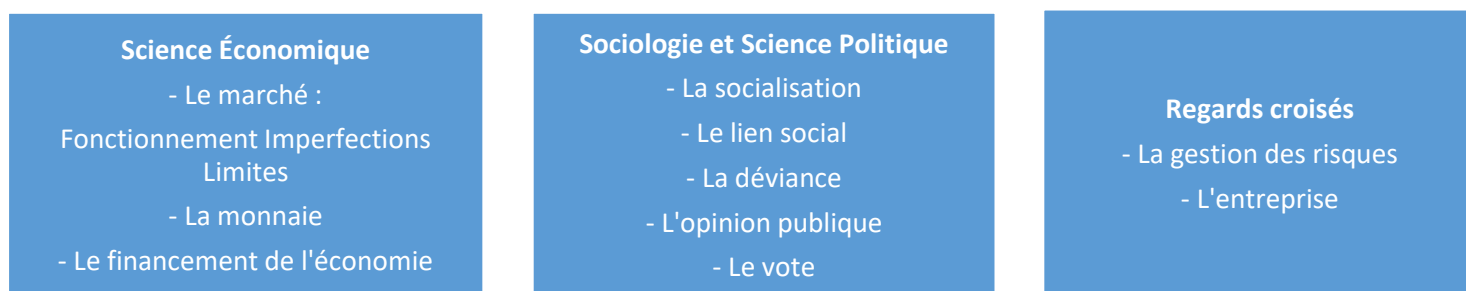 Science Économique
- Le marché :
Fonctionnement Imperfections
Limites
- La monnaie
- Le financement de l'économie
Sociologie et Science Politique
- La socialisation
- Le lien social
- La déviance
- L'opinion publique
- Le vote
Regards croisés
- La gestion des risques
- L'entreprise